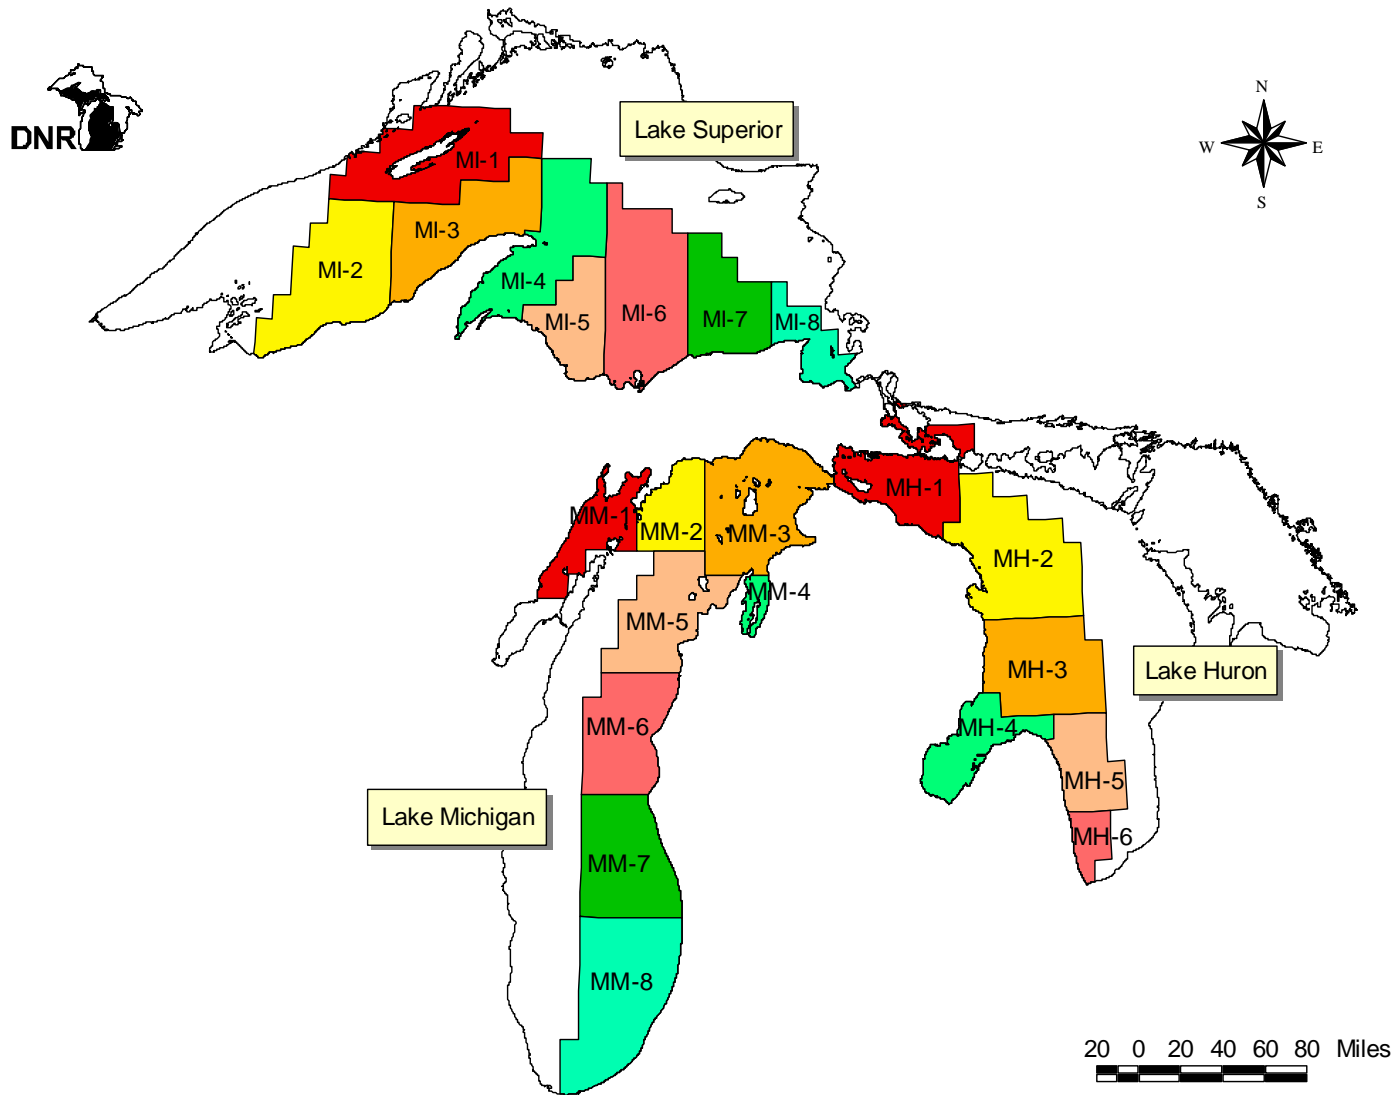 N
Lake Superior
DNR
W
E
S
MI-1
MI-3
MI-2
MI-4
MI-5
MI-6
MI-7
MI-8
MH-1
MM-1
MM-2
MM-3
MH-2
MM-4
MM-5
MH-3
Lake Huron
MM-6
MH-4
MH-5
Lake Michigan
MH-6
MM-7
MM-8
20 0 20 40 60 80 Miles